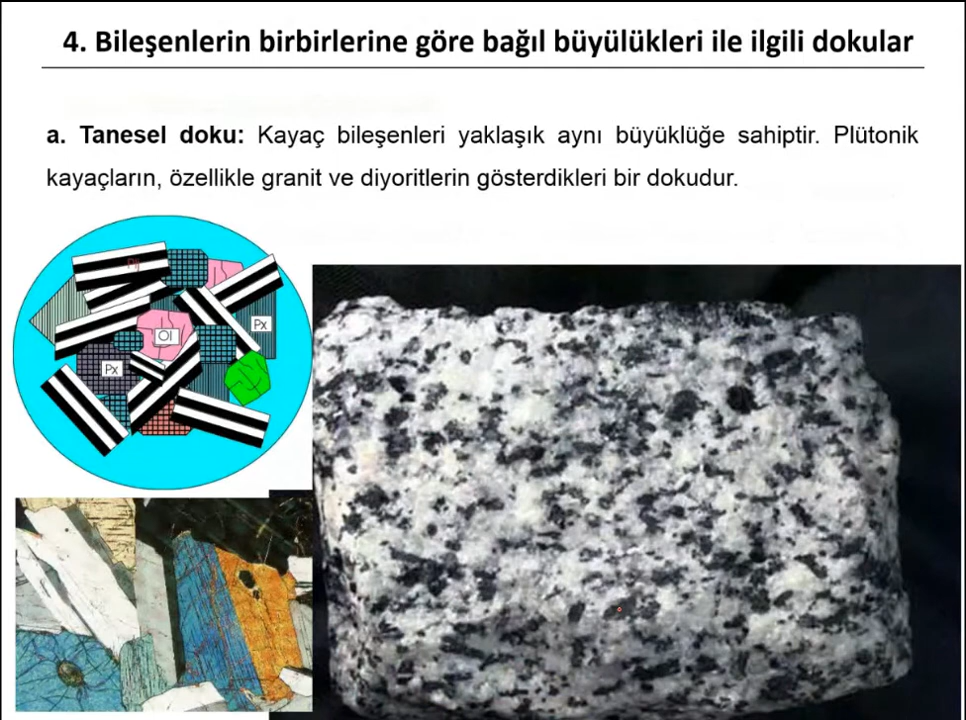 4. Bileşenlerin birbirlerine göre bağıl büyülükleri ile ilgili dokular
a. Tanesel doku: Kayaç bileşenleri yaklaşık aynı büyüklüğe sahiptir. Plütonik
kayaçların, özellikle granit ve diyoritlerin gösterdikleri bir dokudur.
Px
Ol
Px